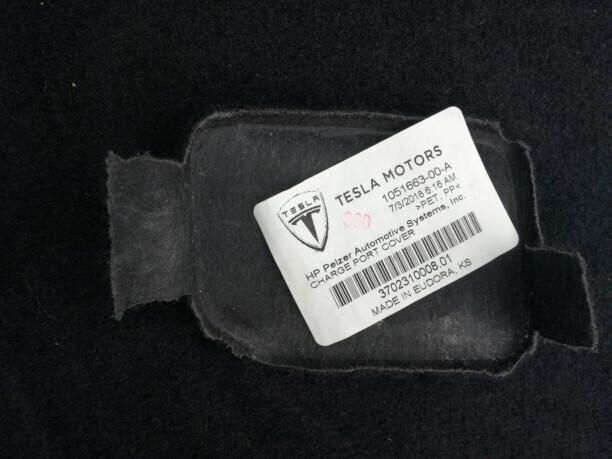 TESLA
TESLA MOTORS
1051663-00-A
7/3/2018 8:16 AM
>PET, PP<
360
HP Pelzer Automotive Systems, Inc.
CHARGE PORT COVER
3702310008.01
MADE IN EUDORA, KS